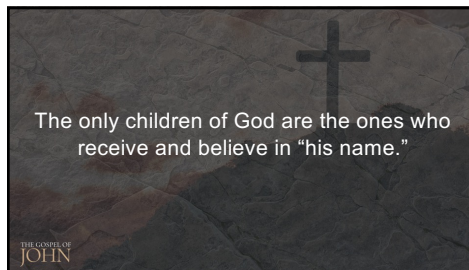 The only children of God are the ones who
receive and believe in “his name.”
THE GOSPEL OF
JOHN